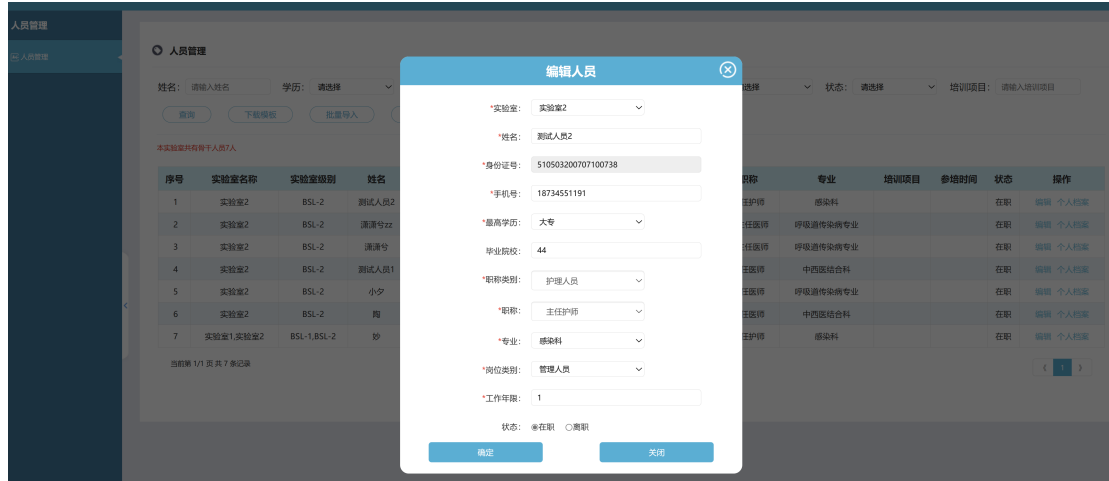 人员管理
人员管理
人员管理
编辑人员
姓名: 请输入姓名 学历: 请选择
选择 状态: 请选择 培训项目: 请输入培训项目
查询 下载模板 批量导入
本实验室共有骨干人员7人
序号 实验室名称 实验室级别 姓名 职称 专业 培训项目 参培时间 状态 操作
1 实验室2 BSL-2 测试人员2 任护师 感染科 在职 编辑 个人档案
2 实验室2 BSL-2 潇潇兮zz 主任医师 呼吸道传染病专业 在职 编辑 个人档案
3 实验室2 BSL-2 潇潇兮 主任医师 呼吸道传染病专业 在职 编辑 个人档案
4 实验室2 BSL-2 测试人员1 任医师 中西医结合科 在职 编辑 个人档案
5 实验室2 BSL-2 小夕 任医师 呼吸道传染病专业 在职 编辑 个人档案
6 实验室2 BSL-2 陶 任医师 中西医结合科 在职 编辑 个人档案
7 实验室1,实验室2 BSL-1,BSL-2 妙 任护师 感染科 在职 编辑 个人档案
当前第 1/1 页 共 7 条记录
1
*实验室: 实验室2
*姓名: 测试人员2
*身份证号: 510503200707100738
*手机号: 18734551191
*最高学历: 大专
毕业院校: 44
*职称类别: 护理人员
*职称: 主任护师
*专业: 感染科
*岗位类别: 管理人员
*工作年限: 1
状态: 在职 离职
确定 关闭